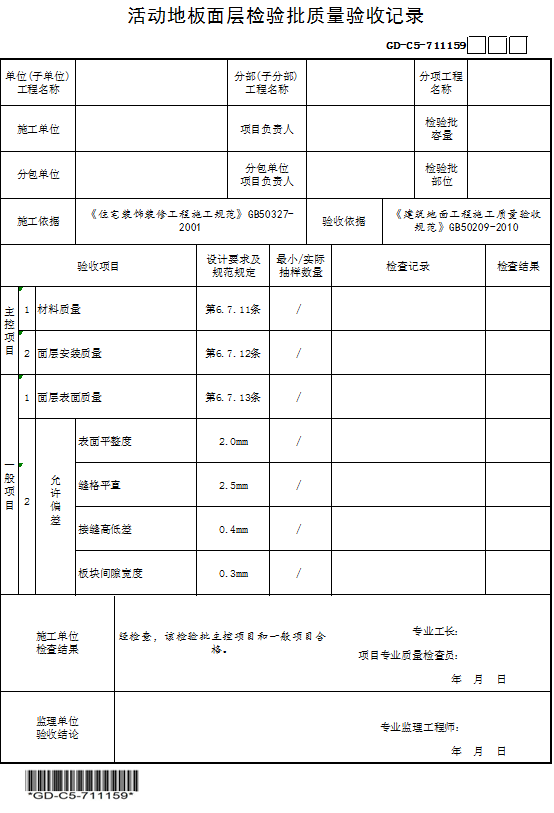 活动地板面层检验批质量验收记录
GD-C5-711159
单位(子单位)
工程名称
分部(子分部)
工程名称
分项工程
名称
施工单位
项目负责人
检验批
容量
分包单位
分包单位
项目负责人
检验批
部位
施工依据
《住宅装饰装修工程施工规范》GB50327-
2001
验收依据
《建筑地面工程施工质量验收
规范》GB50209-2010
验收项目
设计要求及
规范规定
最小/实际
抽样数量
检查记录
检查结果
主控项目
1 材料质量 第6.7.11条 /
2 面层安装质量 第6.7.12条 /
一般项目
1 面层表面质量 第6.7.13条 /
2
允许偏差
表面平整度 2.0mm /
缝格平直 2.5mm /
接缝高低差 0.4mm /
板块间隙宽度 0.3mm /
施工单位
检查结果
经检查，该检验批主控项目和一般项目合
格。
专业工长：
项目专业质量检查员：
年 月 日
监理单位
验收结论
专业监理工程师：
年 月 日
*GD-C5-711159*